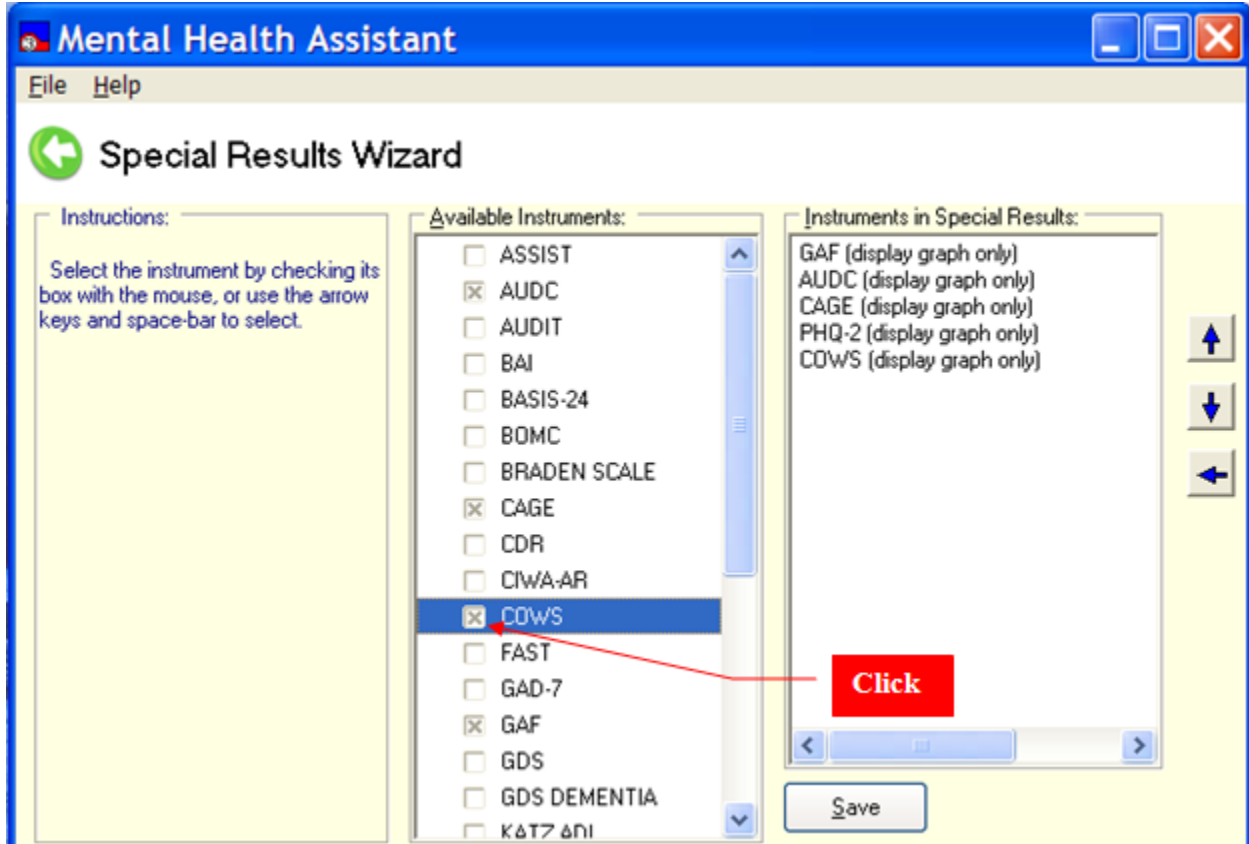 Mental Health Assistant
File Help
Special Results Wizard
Instructions:
Select the instrument by checking its
box with the mouse, or use the arrow
keys and space-bar to select.
Available Instruments:
ASSIST
AUDC
AUDIT
BAI
BASIS-24
BOMC
BRADEN SCALE
CAGE
CDR
CIWA-AR
COWS
FAST
GAD-7
GAF
GDS
GDS DEMENTIA
KATZ ADL
Instruments in Special Results:
GAF (display graph only)
AUDC (display graph only)
CAGE (display graph only)
PHQ-2 (display graph only)
COWS (display graph only)
Click
Save